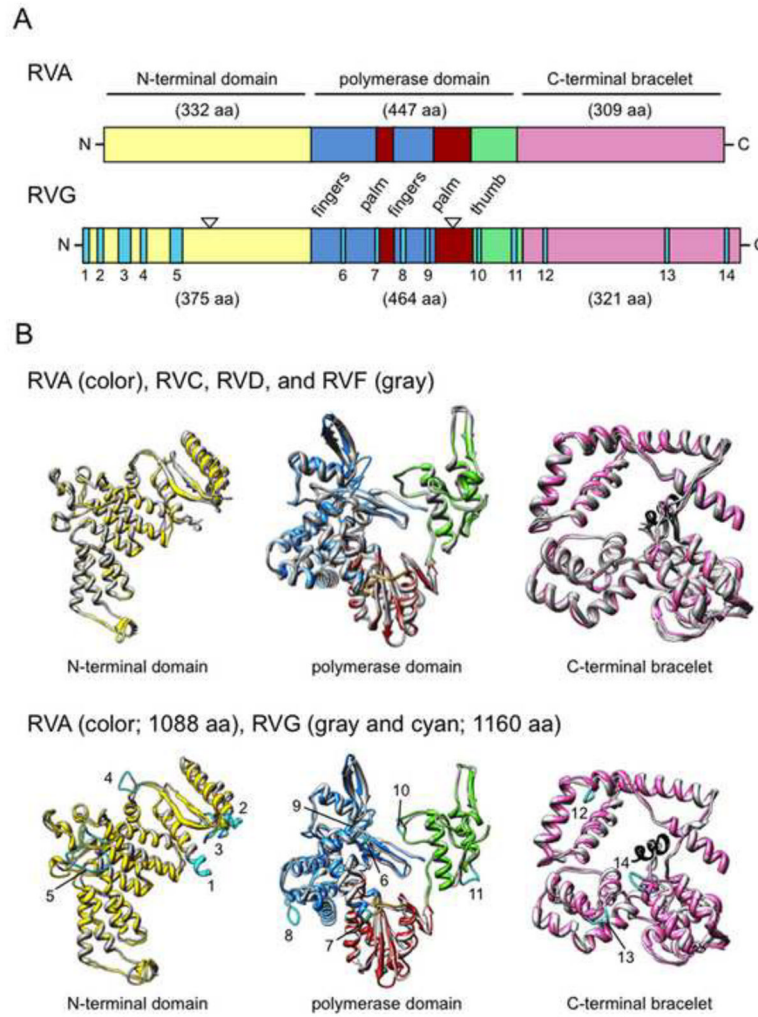 A
N-terminal domain polymerase domain C-terminal bracelet
RVA
(332 aa) (447 aa) (309 aa)
N C
fingers palm fingers palm thumb
RVG
N C
1 2 3 4 5 6 7 8 9 10 11 12 13 14
(375 aa) (464 aa) (321 aa)
B
RVA (color), RVC, RVD, and RVF (gray)
N-terminal domain polymerase domain C-terminal bracelet
RVA (color; 1088 aa), RVG (gray and cyan; 1160 aa)
4 2 3 1 5
9 10 6 11 8 7
12 14 13
N-terminal domain polymerase domain C-terminal bracelet